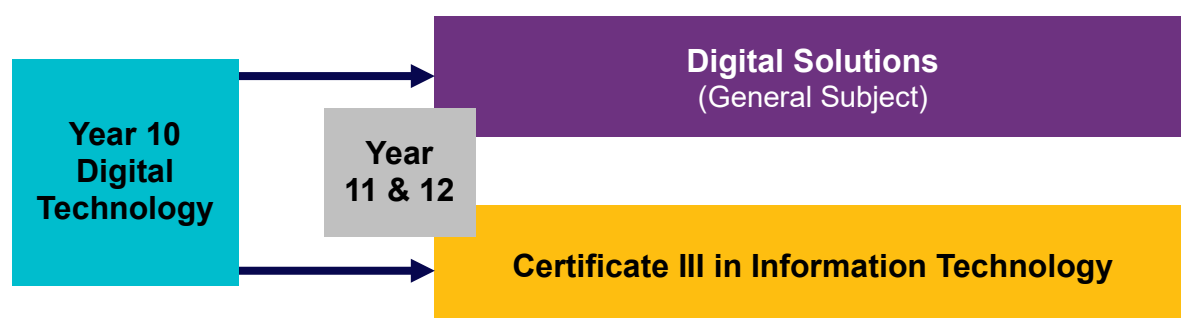 Year 10
Digital
Technology
Year
11 & 12
Digital Solutions
(General Subject)
Certificate III in Information Technology